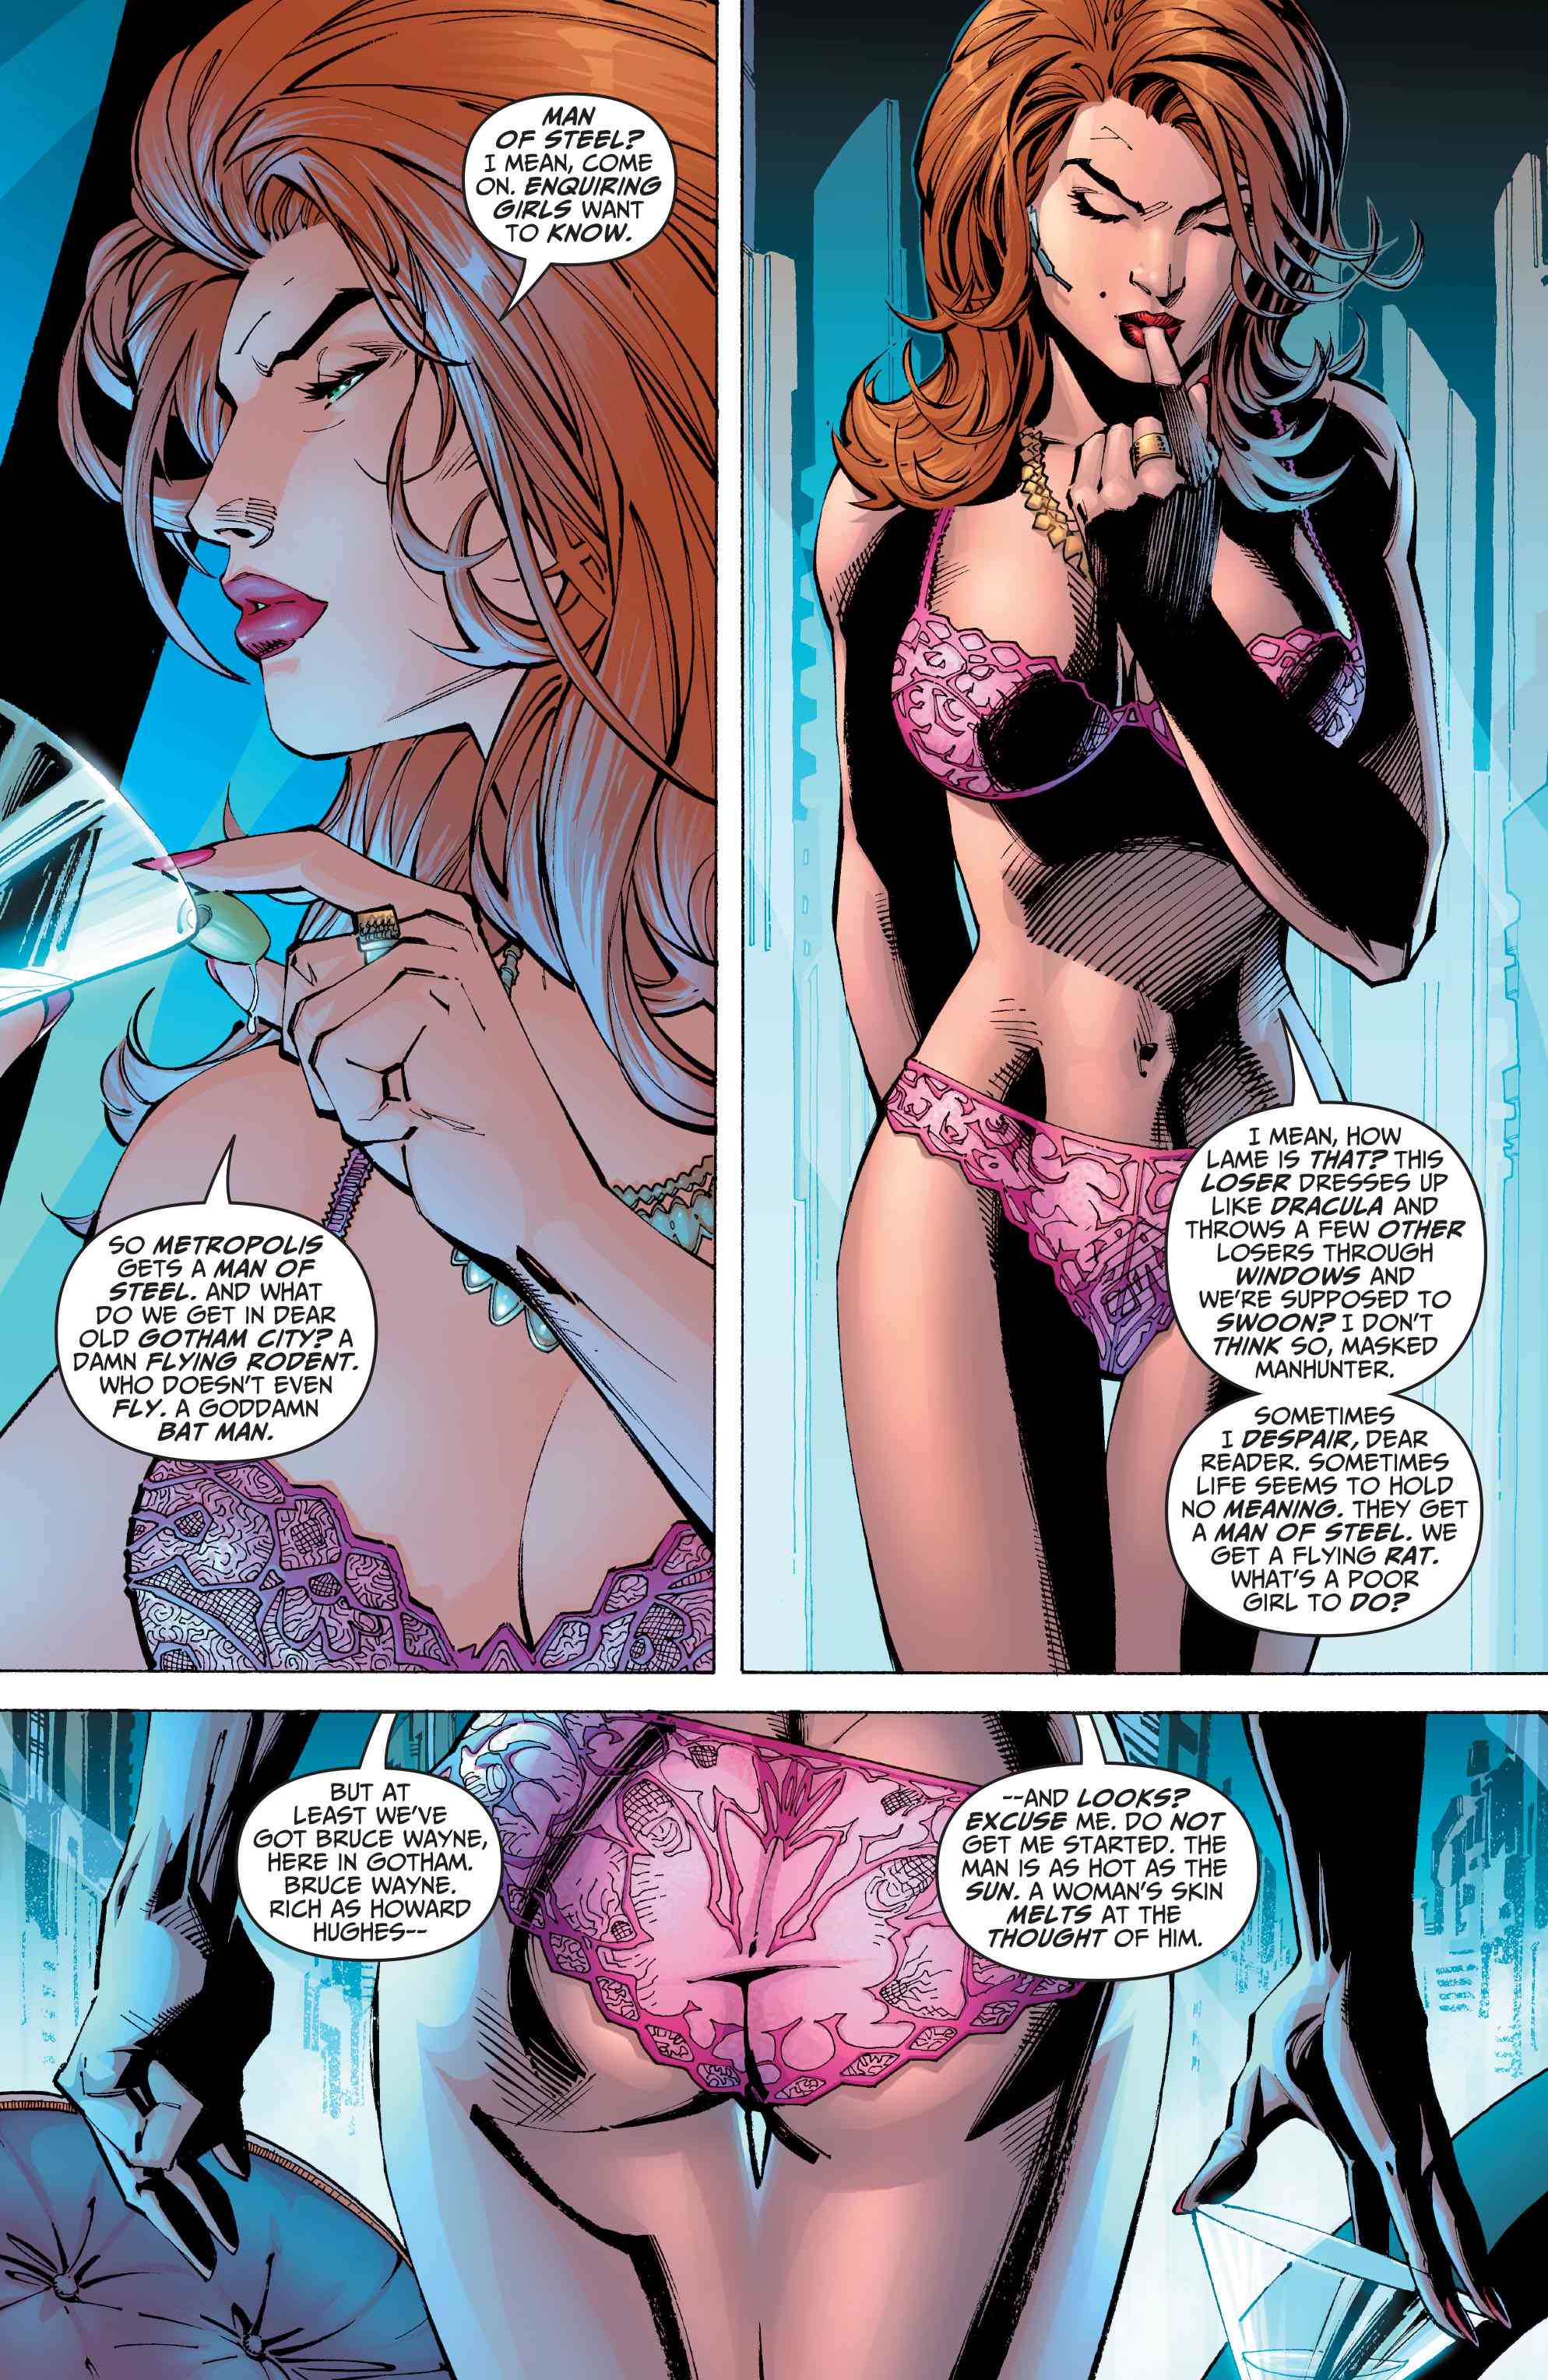 MAN
OF STEEL?
I MEAN, COME
ON. ENQUIRING
GIRLS WANT
TO KNOW.
SO METROPOLIS
GETS A MAN OF
STEEL. AND WHAT
DO WE GET IN DEAR
OLD GOTHAM CITY? A
DAMN FLYING RODENT.
WHO DOESN'T EVEN
FLY. A GODDAMN
BAT MAN.
I MEAN, HOW
LAME IS THAT? THIS
LOSER DRESSES UP
LIKE DRACULA AND
THROWS A FEW OTHER
LOSERS THROUGH
WINDOWS AND
WE'RE SUPPOSED TO
SWOON? I DON'T
THINK SO, MASKED
MANHUNTER.
SOMETIMES
I DESPAIR, DEAR
READER. SOMETIMES
LIFE SEEMS TO HOLD
NO MEANING. THEY GET
A MAN OF STEEL. WE
GET A FLYING RAT.
WHAT'S A POOR
GIRL TO DO?
BUT AT
LEAST WE'VE
GOT BRUCE WAYNE,
HERE IN GOTHAM.
BRUCE WAYNE.
RICH AS HOWARD
HUGHES--
--AND LOOKS?
EXCUSE ME. DO NOT
GET ME STARTED. THE
MAN IS AS HOT AS THE
SUN. A WOMAN'S SKIN
MELTS AT THE
THOUGHT OF HIM.